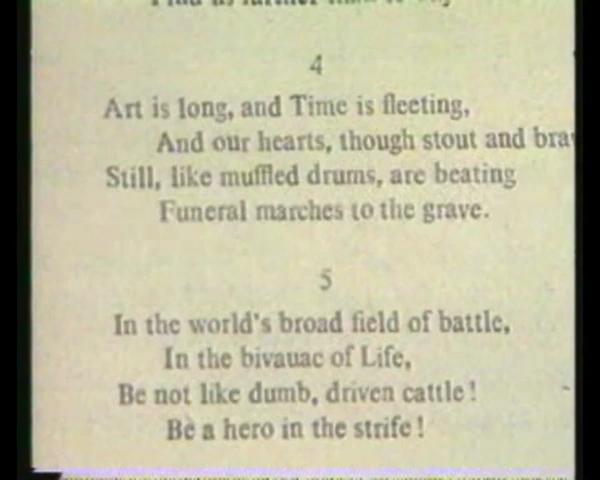 4
Art is long, and Time is fleeting,
And our hearts, though stout and
Still, like muffled drums, are beating
Funeral marches to the grave.
5
In the world's broad field of battle,
In the bivauac of Life,
Be not like dumb, driven cattle!
Be a hero in the strife!